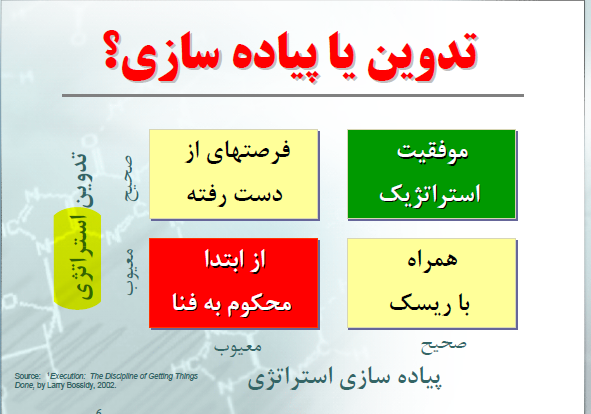 تدوین یا پیاده سازی؟
تدوین استراتژی
صحیح
معیوب
موفقیت
استراتژیک
فرصتهای از
دست رفته
همراه
با ریسک
از ابتدا
محکوم به فنا
صحیح
معیوب
پیاده سازی استراتژی
Source: Execution: The Discipline of Getting Things
Done, by Larry Bossidy, 2002.
6